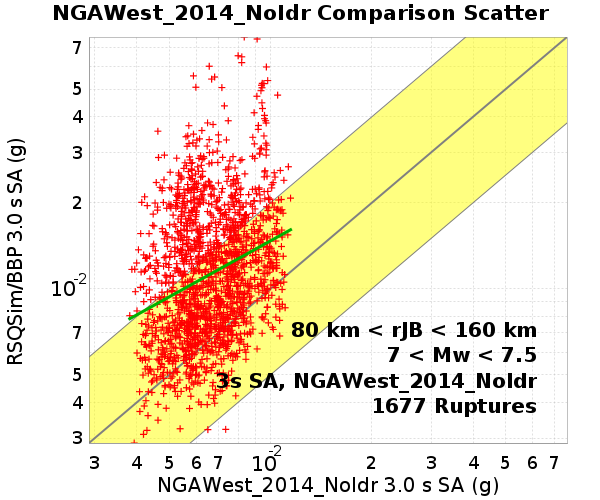 NGAWest_2014_NoIdr Comparison Scatter
RSQSim/BBP 3.0 s SA (g)
7
5
4
3
2
10-2
7
5
4
3
80 km < rJB < 160 km
7 < Mw < 7.5
3s SA, NGAWest_2014_NoIdr
1677 Ruptures
3 4 5 6 7 10-2 2 3 4 5 6 7
NGAWest_2014_NoIdr 3.0 s SA (g)